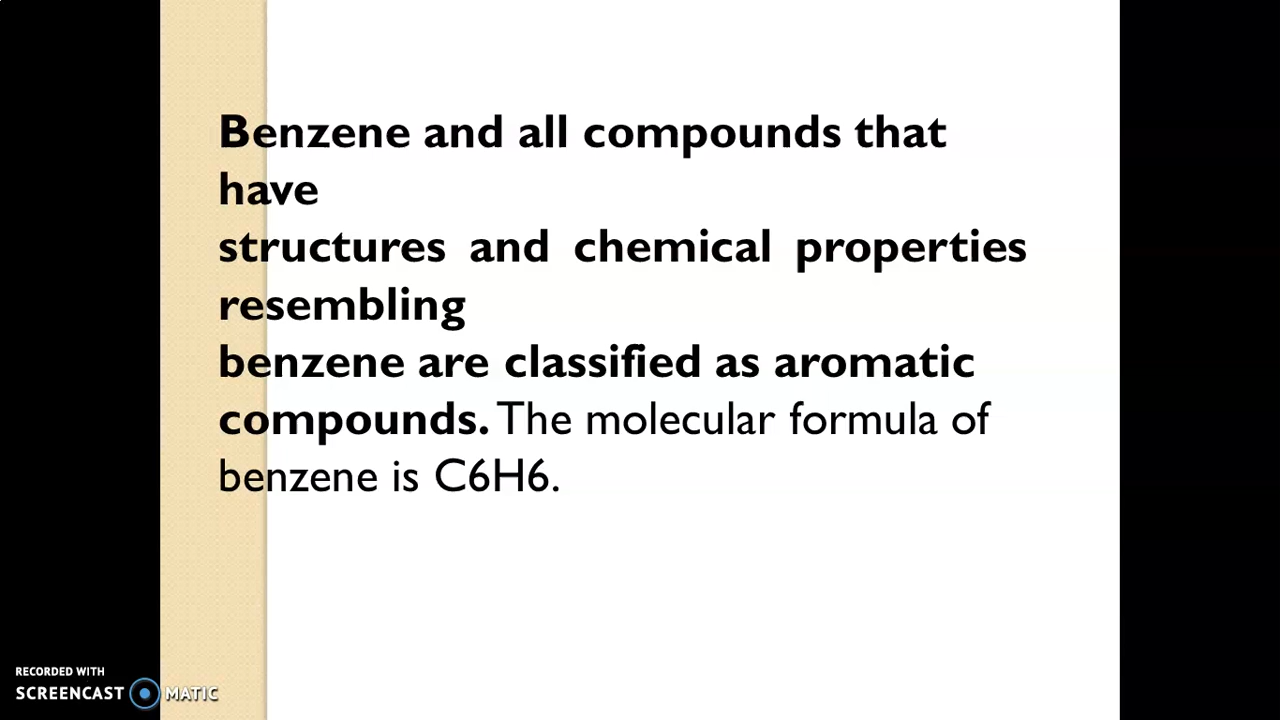 Benzene and all compounds that
have
structures and chemical properties
resembling
benzene are classified as aromatic
compounds. The molecular formula of
benzene is C6H6.
RECORDED WITH
SCREENCAST MATIC